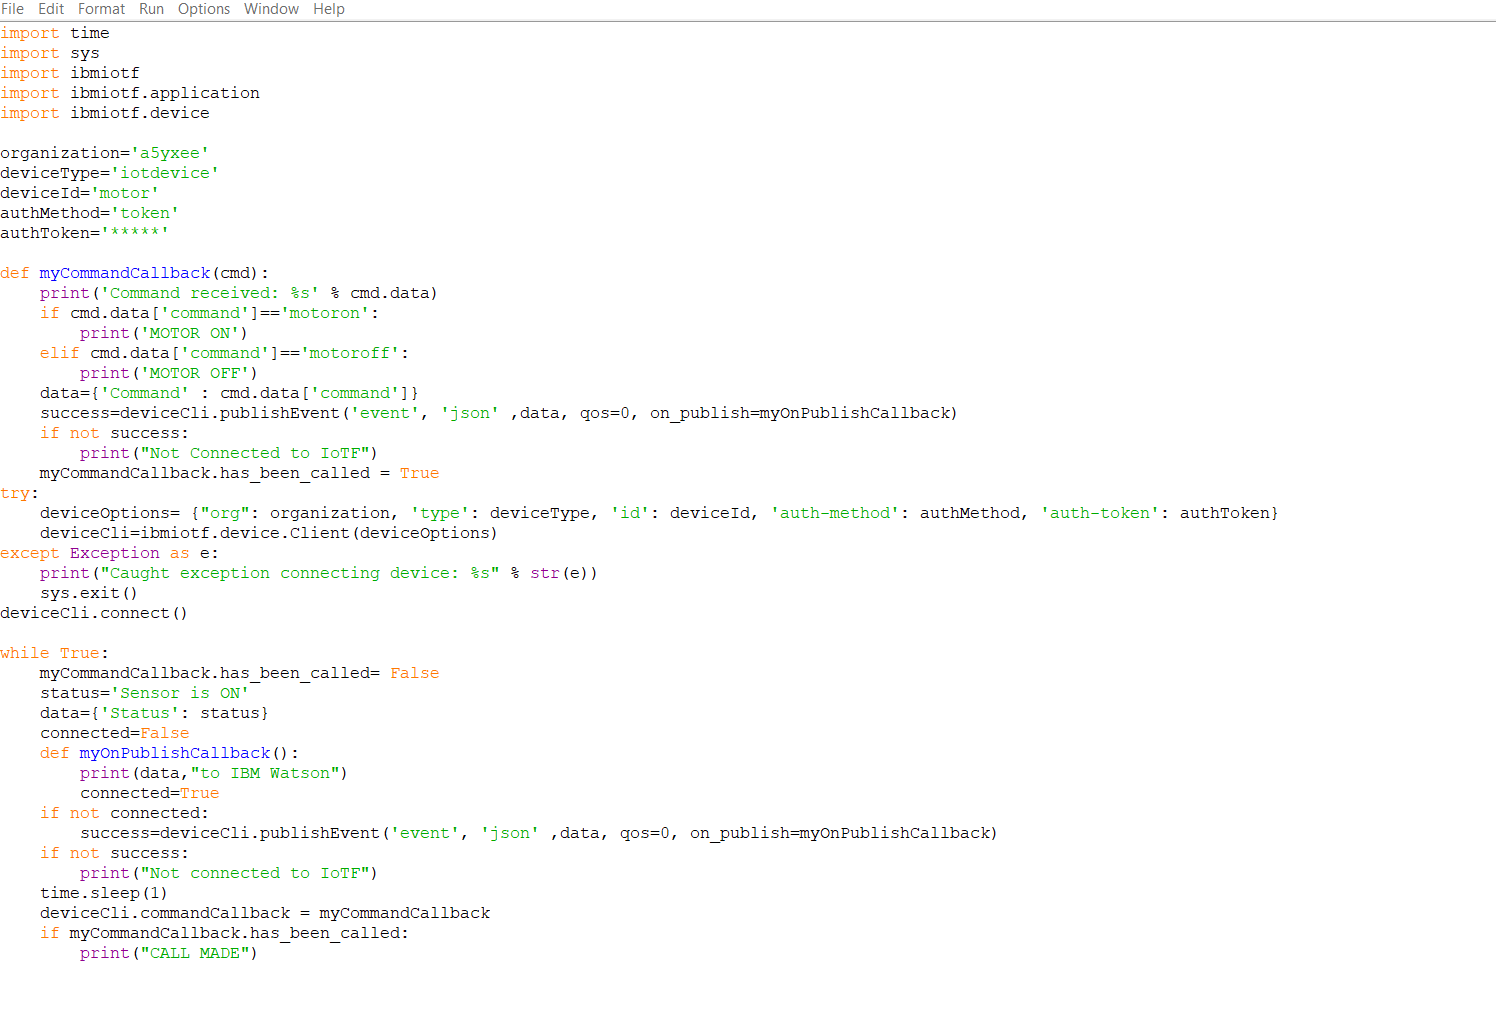 File Edit Format Run Options Window Help
import time
import sys
import ibmiotf
import ibmiotf.application
import ibmiotf.device

organization='a5yxee'
deviceType='iotdevice'
deviceId='motor'
authMethod='token'
authToken='*****'

def myCommandCallback(cmd):
    print('Command received: %s' % cmd.data)
    if cmd.data['command']=='motoron':
        print('MOTOR ON')
    elif cmd.data['command']=='motoroff':
        print('MOTOR OFF')
    data={'Command' : cmd.data['command']}
    success=deviceCli.publishEvent('event', 'json' ,data, qos=0, on_publish=myOnPublishCallback)
    if not success:
        print("Not Connected to IoTF")
    myCommandCallback.has_been_called = True
try:
    deviceOptions= {"org": organization, 'type': deviceType, 'id': deviceId, 'auth-method': authMethod, 'auth-token': authToken}
    deviceCli=ibmiotf.device.Client(deviceOptions)
except Exception as e:
    print("Caught exception connecting device: %s" % str(e))
    sys.exit()
deviceCli.connect()

while True:
    myCommandCallback.has_been_called= False
    status='Sensor is ON'
    data={'Status': status}
    connected=False
    def myOnPublishCallback():
        print(data,"to IBM Watson")
        connected=True
    if not connected:
        success=deviceCli.publishEvent('event', 'json' ,data, qos=0, on_publish=myOnPublishCallback)
    if not success:
        print("Not connected to IoTF")
    time.sleep(1)
    deviceCli.commandCallback = myCommandCallback
    if myCommandCallback.has_been_called:
        print("CALL MADE")